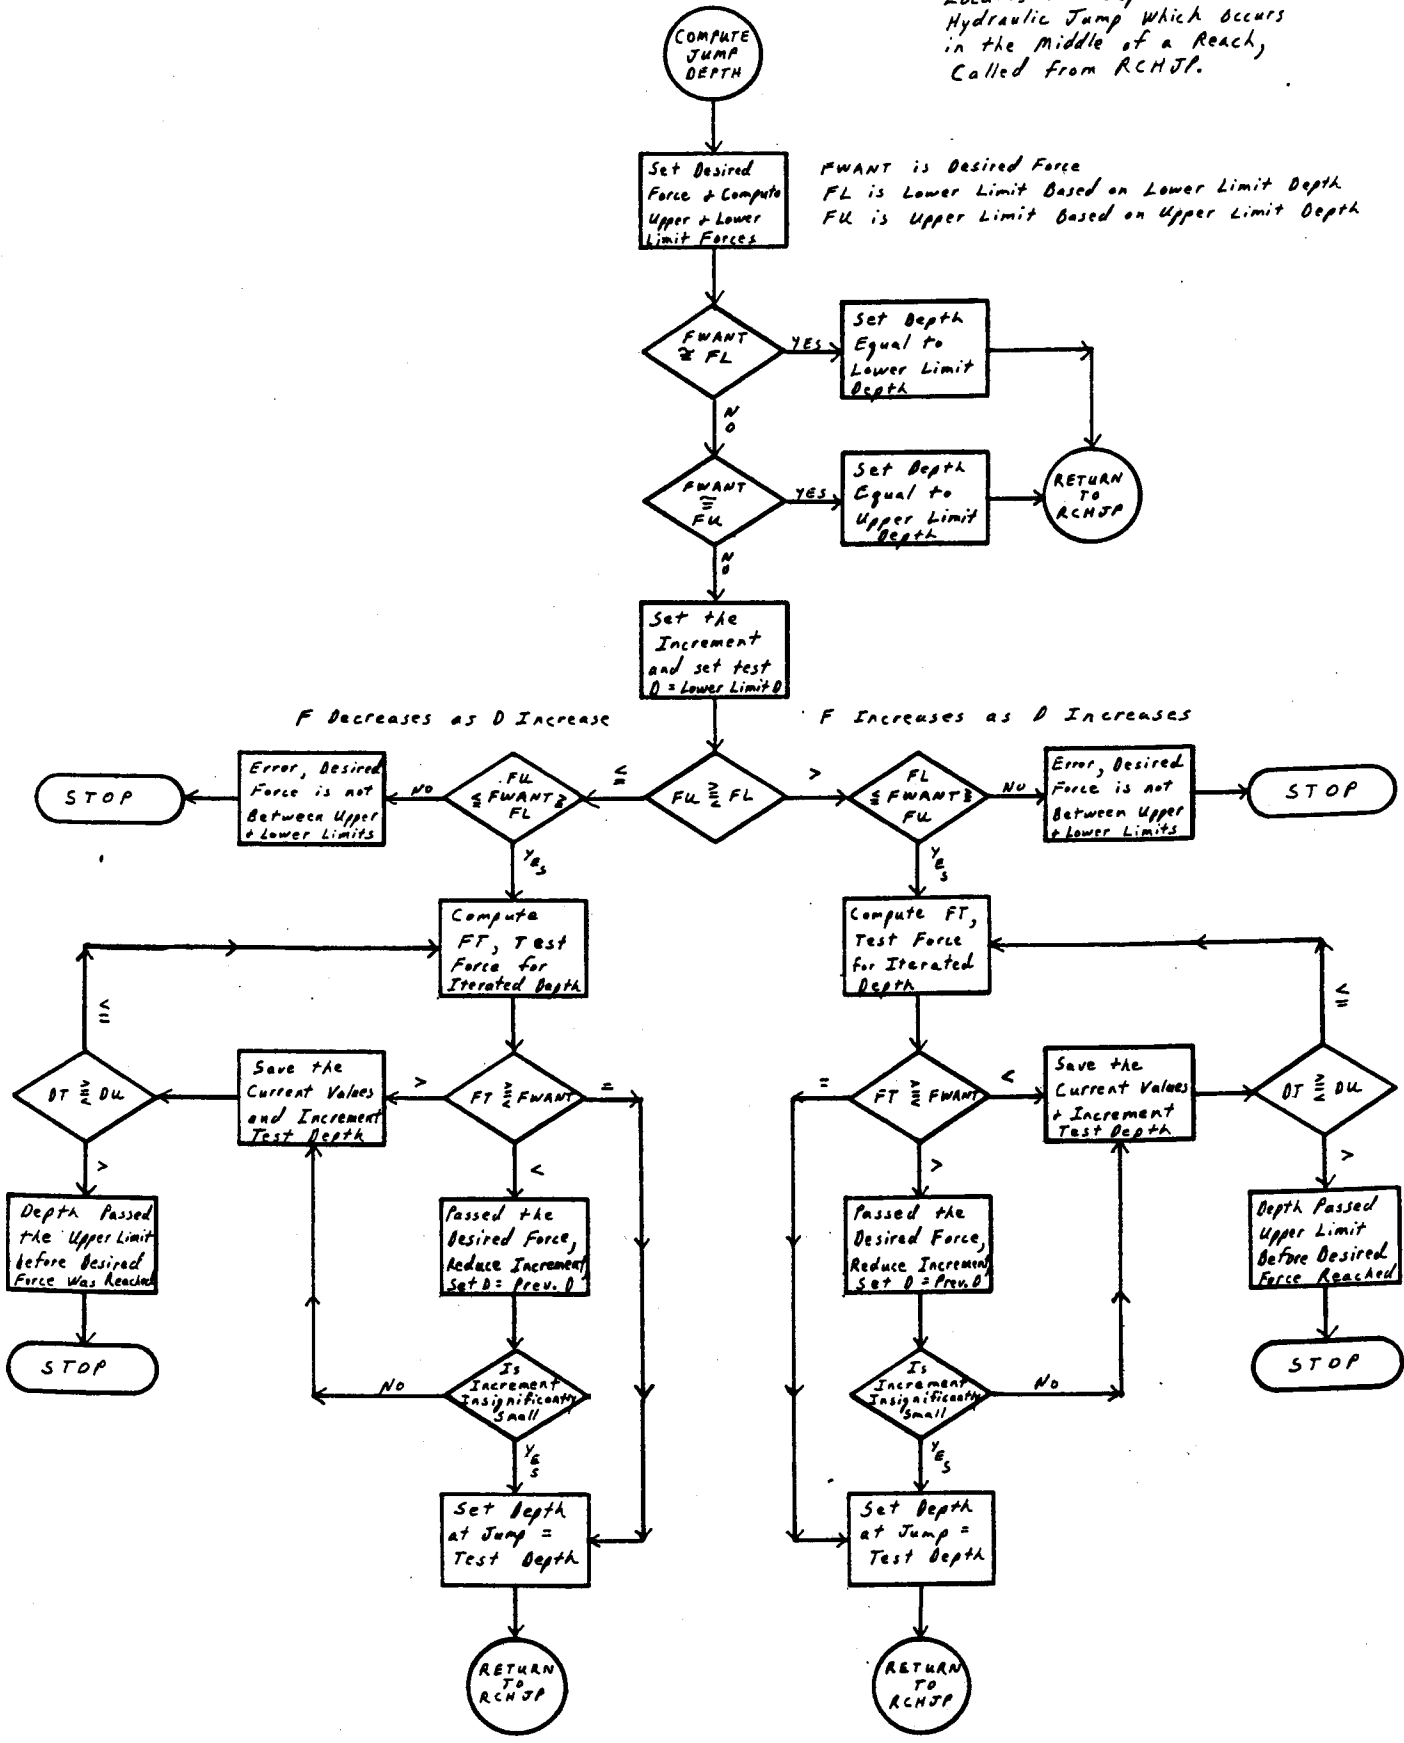 Hydraulic Jump which Occurs
in the Middle of a Reach,
Called from RCHJP.
COMPUTE
JUMP
DEPTH
Set Desired
Force + Compute
Upper + Lower
Limit Forces
FWANT is Desired Force
FL is Lower Limit Based on Lower Limit Depth
FU is Upper Limit Based on Upper Limit Depth
FWANT
≅ FL
YES
Set Depth
Equal to
Lower Limit
Depth
NO
FWANT
≅
FU
YES
Set Depth
Equal to
Upper Limit
Depth
RETURN
TO
RCHJP
NO
Set the
Increment
and set test
D = Lower Limit D
F Decreases as D Increase
F Increases as D Increases
STOP
Error, Desired
Force is not
Between Upper
+ Lower Limits
NO
FU
≤ FWANT ≥
FL
≤
FU ⋛ FL
>
FL
≤ FWANT ≥
FU
NO
Error, Desired
Force is not
Between Upper
+ Lower Limits
STOP
YES
YES
Compute
FT, Test
Force for
Iterated Depth
Compute FT,
Test Force
for Iterated
Depth
≤
≤
DT ⋛ DU
Save the
Current Values
and Increment
Test Depth
>
FT ⋛ FWANT
=
=
FT ⋛ FWANT
<
Save the
Current Values
+ Increment
Test Depth
DT ⋛ DU
>
<
>
>
Depth Passed
the Upper Limit
before Desired
Force Was Reached
Passed the
Desired Force,
Reduce Increment,
Set D = Prev. D
Passed the
Desired Force,
Reduce Increment,
Set D = Prev. D
Depth Passed
Upper Limit
Before Desired
Force Reached
STOP
NO
Is
Increment
Insignificantly
Small
Is
Increment
Insignificantly
Small
NO
STOP
YES
YES
Set Depth
at Jump =
Test Depth
Set Depth
at Jump =
Test Depth
RETURN
TO
RCHJP
RETURN
TO
RCHJP